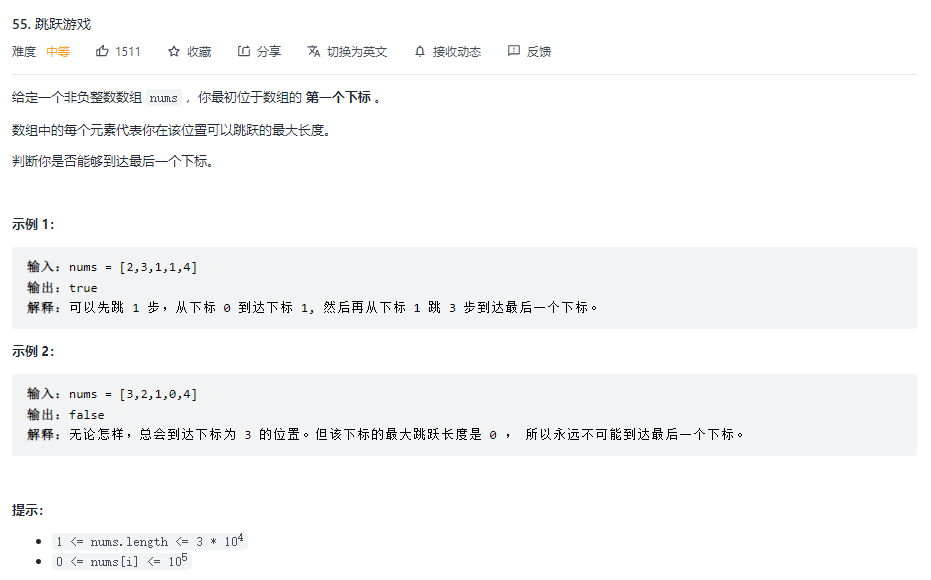 55. 跳跃游戏
难度 中等 1511 收藏 分享 切换为英文 接收动态 反馈
给定一个非负整数数组 nums ，你最初位于数组的 第一个下标 。
数组中的每个元素代表你在该位置可以跳跃的最大长度。
判断你是否能够到达最后一个下标。
示例 1：
输入：nums = [2,3,1,1,4]
输出：true
解释：可以先跳 1 步，从下标 0 到达下标 1, 然后再从下标 1 跳 3 步到达最后一个下标。
示例 2：
输入：nums = [3,2,1,0,4]
输出：false
解释：无论怎样，总会到达下标为 3 的位置。但该下标的最大跳跃长度是 0 ， 所以永远不可能到达最后一个下标。
提示：
• 1 <= nums.length <= 3 * 10⁴
• 0 <= nums[i] <= 10⁵